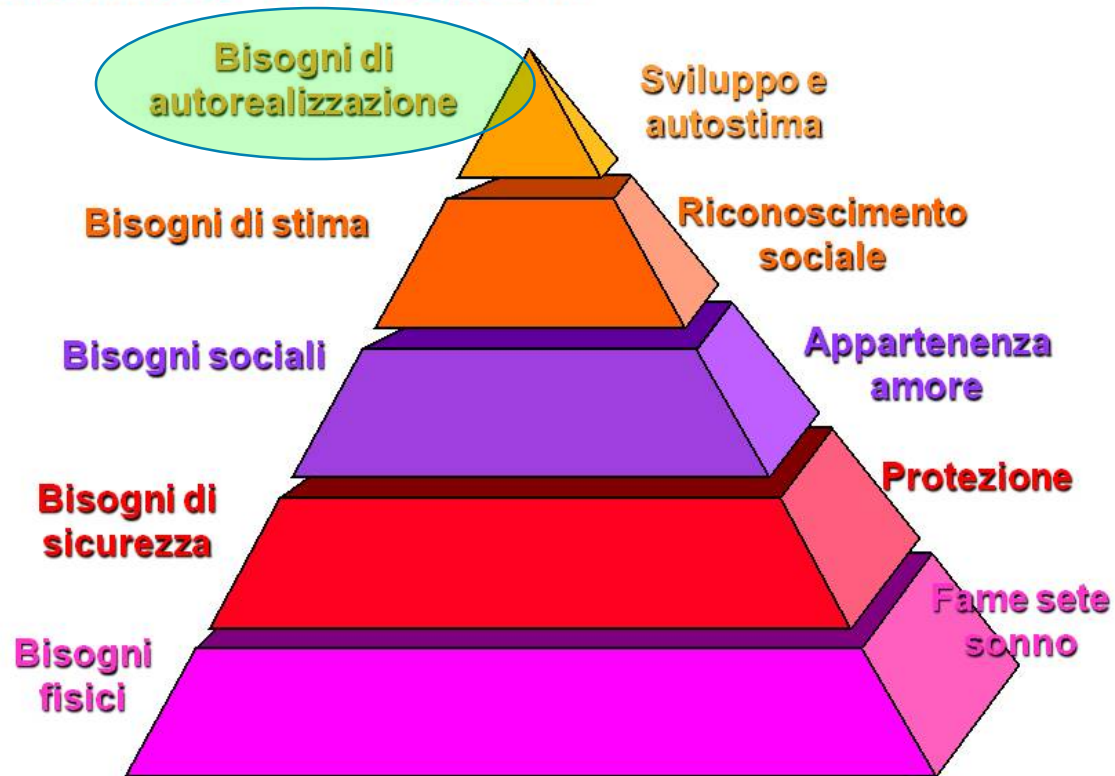 Bisogni di
autorealizzazione
Sviluppo e
autostima
Bisogni di stima
Riconoscimento
sociale
Bisogni sociali
Appartenenza
amore
Bisogni di
sicurezza
Protezione
Bisogni
fisici
Fame sete
sonno